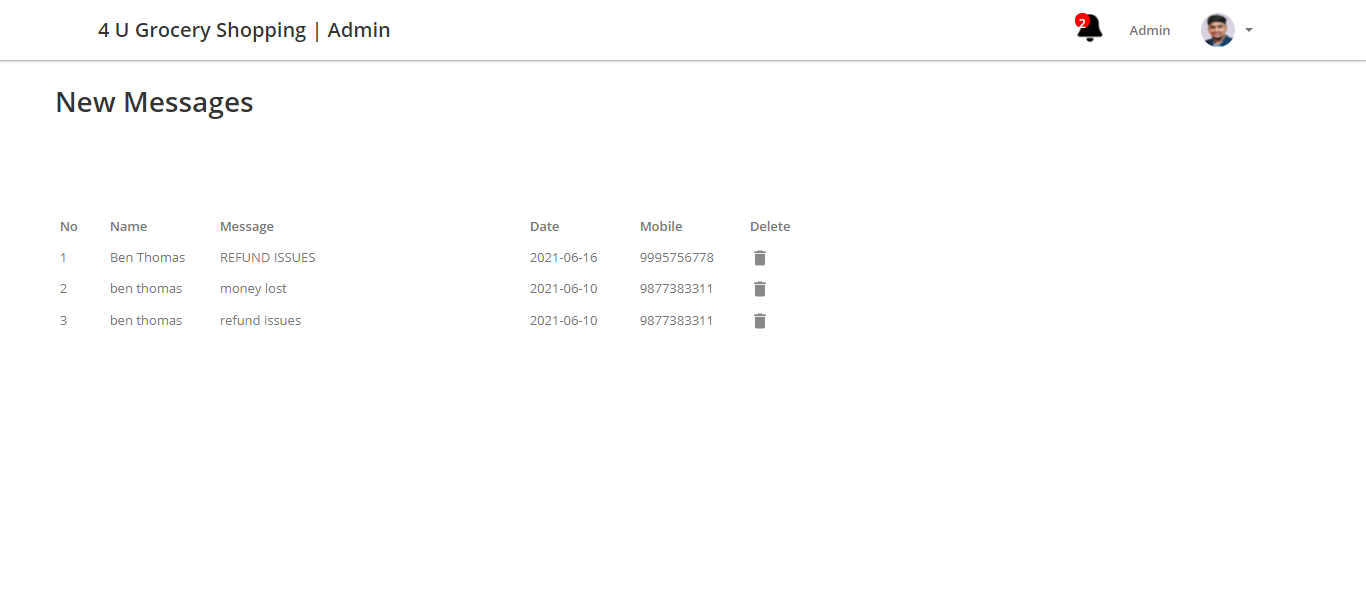 4 U Grocery Shopping | Admin 2 Admin
New Messages
No Name Message Date Mobile Delete
1 Ben Thomas REFUND ISSUES 2021-06-16 9995756778
2 ben thomas money lost 2021-06-10 9877383311
3 ben thomas refund issues 2021-06-10 9877383311